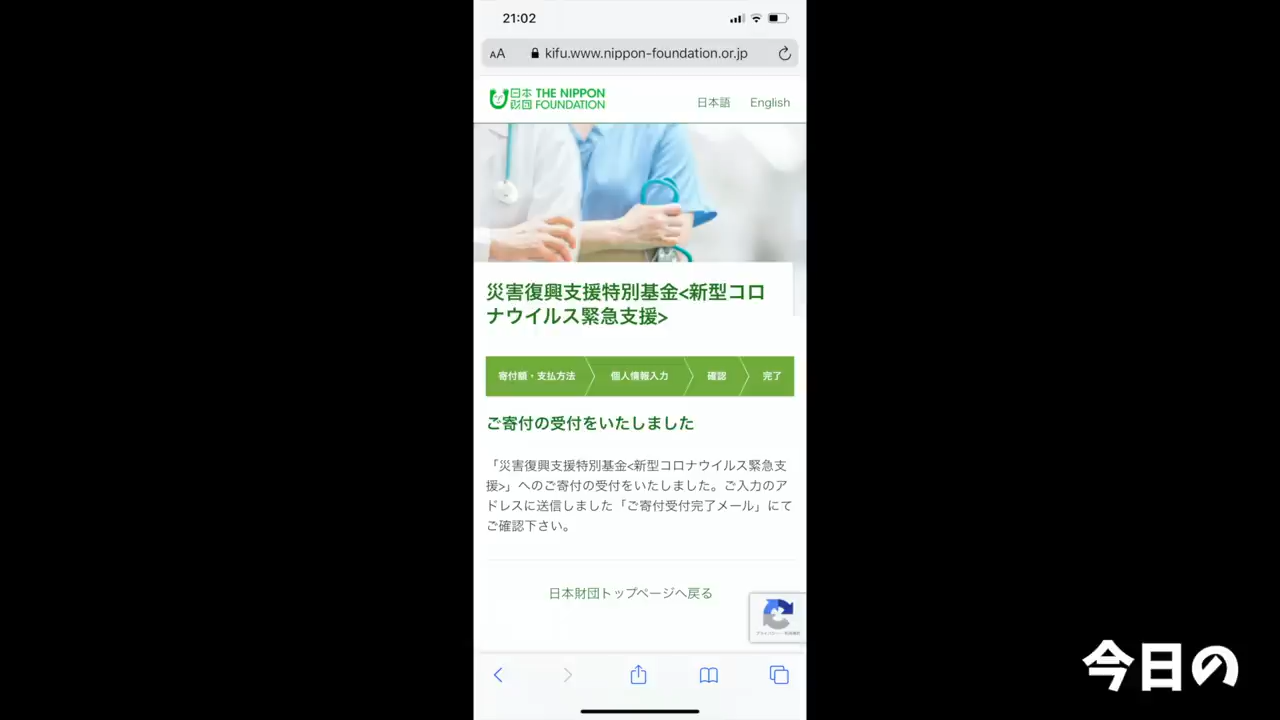 21:02
AA kifu.www.nippon-foundation.or.jp
日本 THE NIPPON
財団 FOUNDATION
日本語 English
災害復興支援特別基金<新型コロ
ナウイルス緊急支援>
寄付額・支払方法 個人情報入力 確認 完了
ご寄付の受付をいたしました
「災害復興支援特別基金<新型コロナウイルス緊急支
援>」へのご寄付の受付をいたしました。ご入力のア
ドレスに送信しました「ご寄付受付完了メール」にて
ご確認下さい。
日本財団トップページへ戻る
今日の